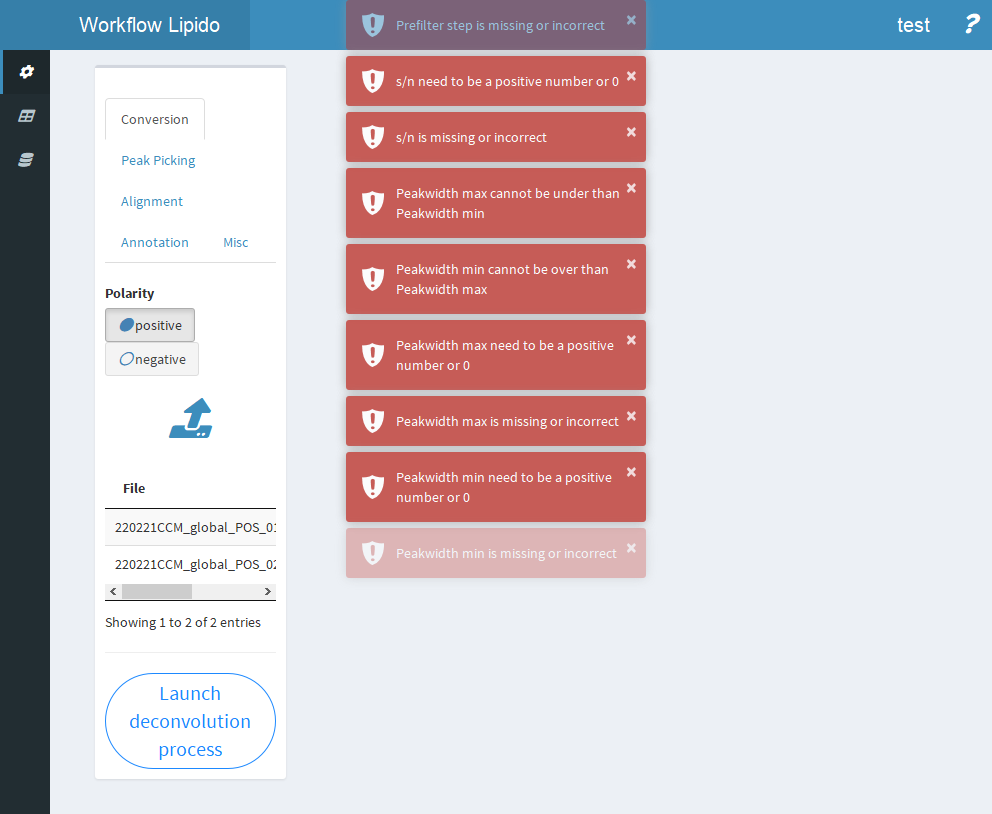 Workflow Lipido
test
?
Conversion
Peak Picking
Alignment
Annotation Misc
Polarity
positive
negative
File
220221CCM_global_POS_01
220221CCM_global_POS_02
Showing 1 to 2 of 2 entries
Launch
deconvolution
process
Prefilter step is missing or incorrect
s/n need to be a positive number or 0
s/n is missing or incorrect
Peakwidth max cannot be under than
Peakwidth min
Peakwidth min cannot be over than
Peakwidth max
Peakwidth max need to be a positive
number or 0
Peakwidth max is missing or incorrect
Peakwidth min need to be a positive
number or 0
Peakwidth min is missing or incorrect